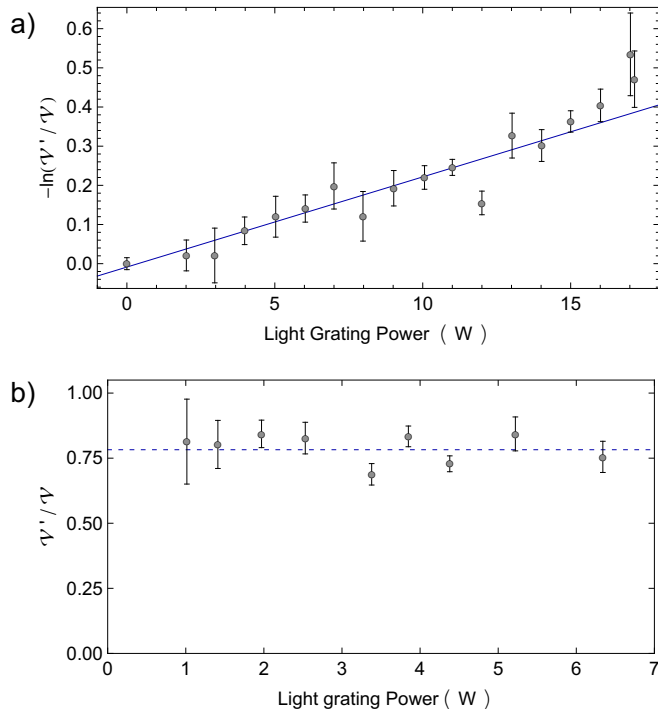 a)
0.6
0.5
0.4
0.3
0.2
0.1
0.0
−ln(𝒱'/𝒱)
0 5 10 15
Light Grating Power ( W )
b)
1.00
0.75
0.50
0.25
0.00
𝒱'/𝒱
0 1 2 3 4 5 6 7
Light grating Power ( W )